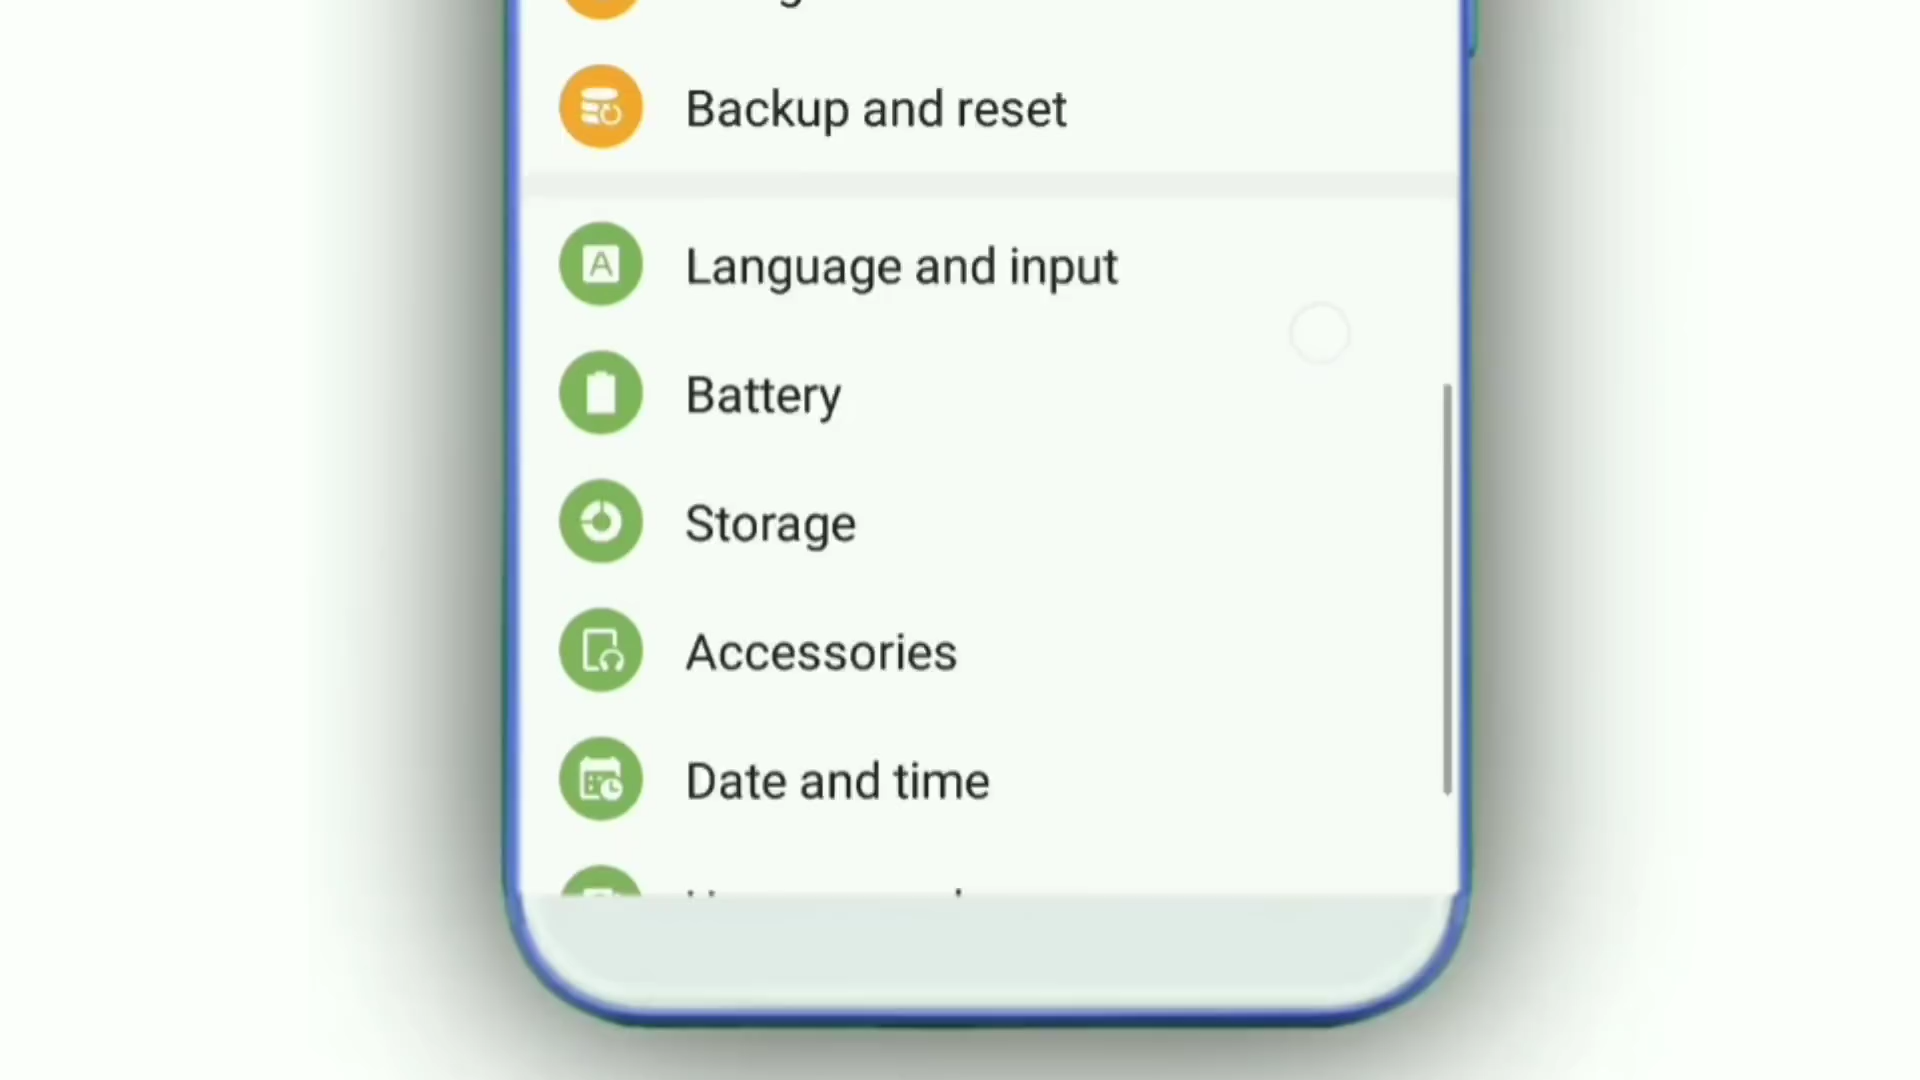 Backup and reset
Language and input
Battery
Storage
Accessories
Date and time